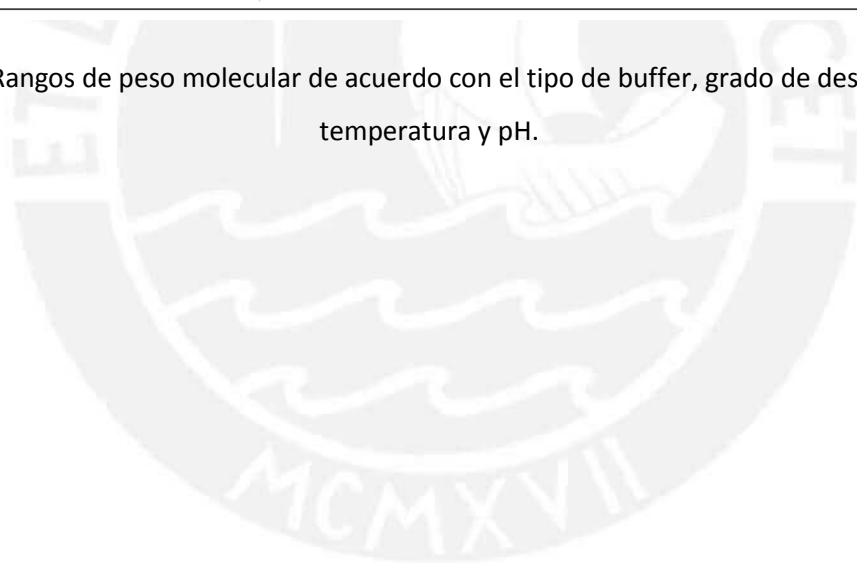 Rangos de peso molecular de acuerdo con el tipo de buffer, grado de des
temperatura y pH.
MCMXVII